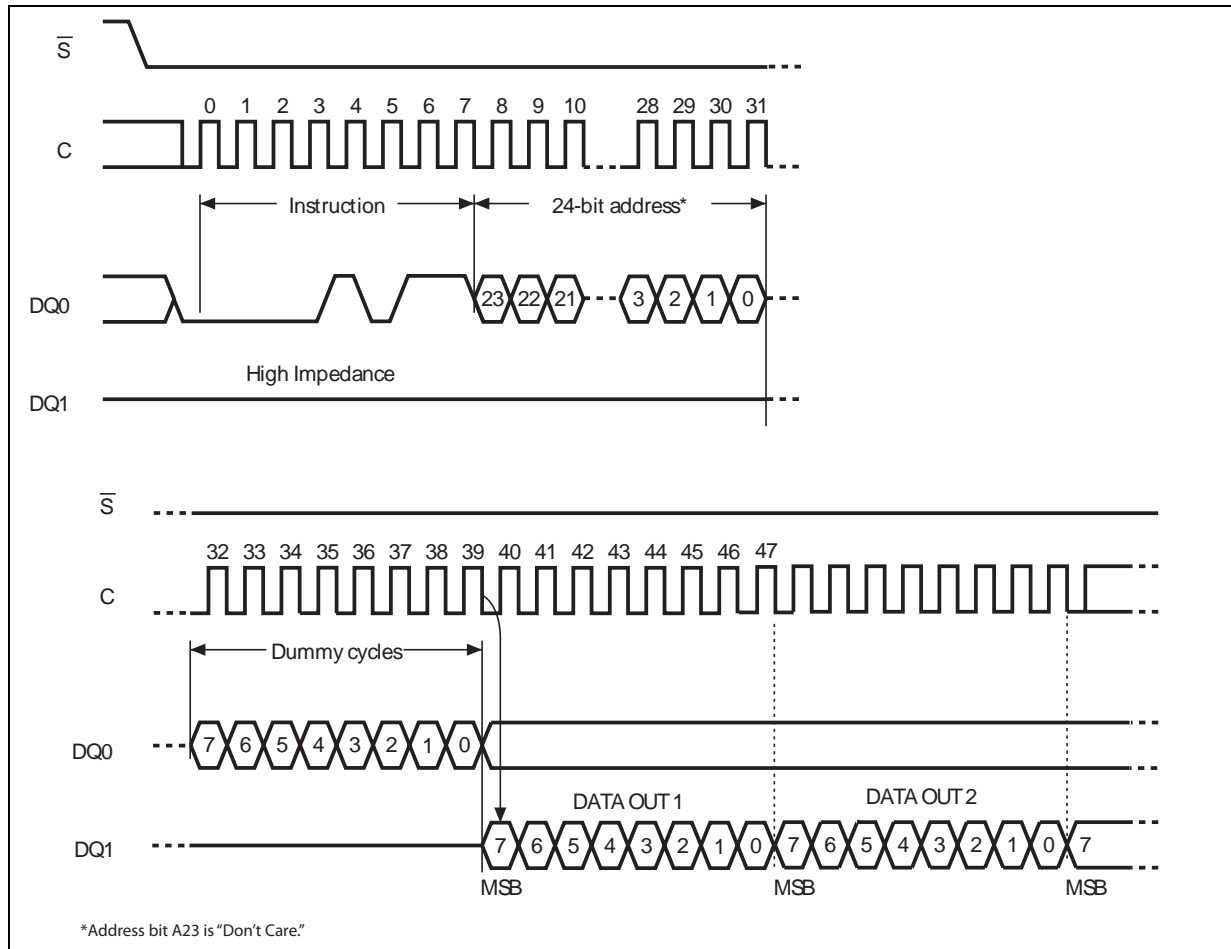 S
0 1 2 3 4 5 6 7 8 9 10 28 29 30 31
C
Instruction 24-bit address*
DQ0 23 22 21 3 2 1 0
High Impedance
DQ1
S
32 33 34 35 36 37 38 39 40 41 42 43 44 45 46 47
C
Dummy cycles
DQ0 7 6 5 4 3 2 1 0
DATA OUT 1 DATA OUT 2
DQ1 7 6 5 4 3 2 1 0 7 6 5 4 3 2 1 0 7
MSB MSB MSB
*Address bit A23 is “Don’t Care.”